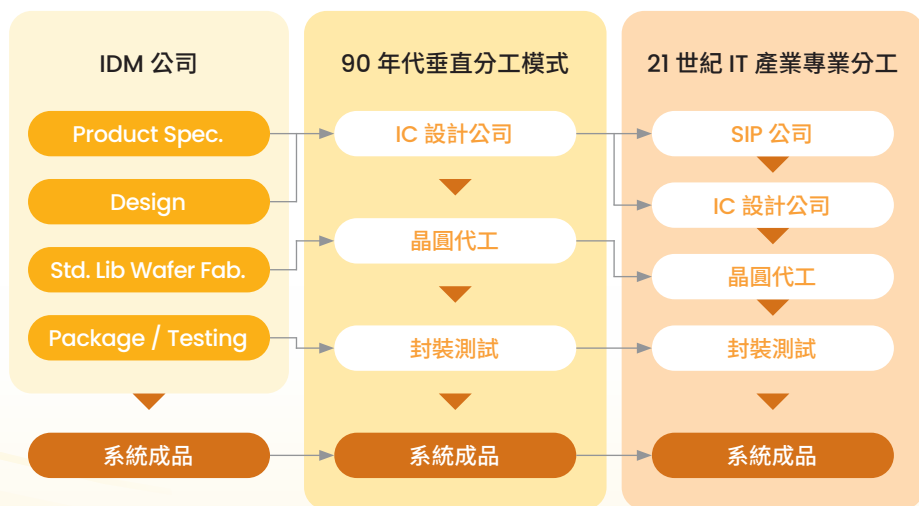 IDM 公司
Product Spec.
Design
Std. Lib Wafer Fab.
Package / Testing
系統成品
90 年代垂直分工模式
IC 設計公司
晶圓代工
封裝測試
系統成品
21 世紀 IT 產業專業分工
SIP 公司
IC 設計公司
晶圓代工
封裝測試
系統成品